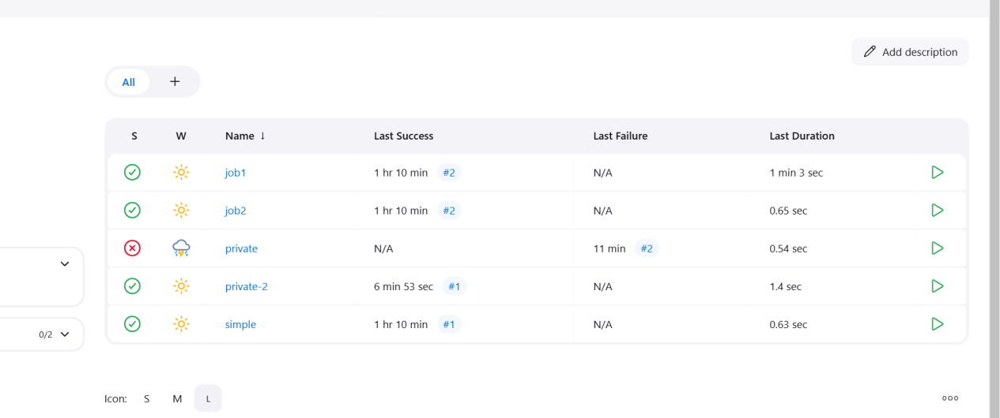 Add description
All +
S W Name ↓ Last Success Last Failure Last Duration
job1 1 hr 10 min #2 N/A 1 min 3 sec
job2 1 hr 10 min #2 N/A 0.65 sec
private N/A 11 min #2 0.54 sec
private-2 6 min 53 sec #1 N/A 1.4 sec
simple 1 hr 10 min #1 N/A 0.63 sec
0/2
Icon: S M L